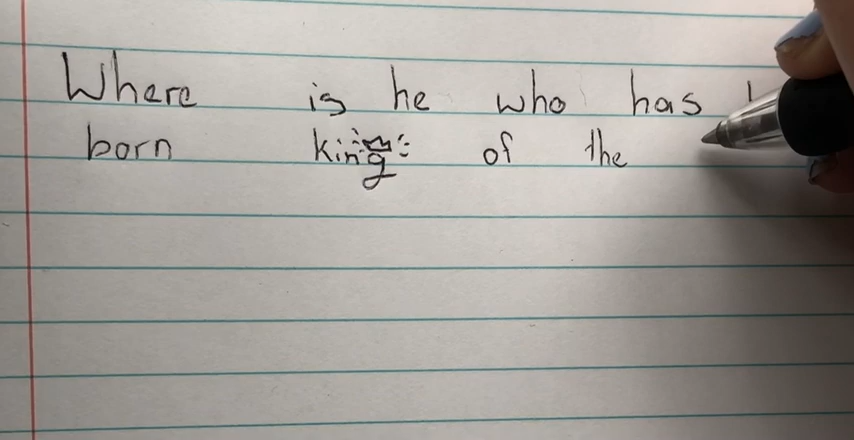 Where is he who has
born king of the